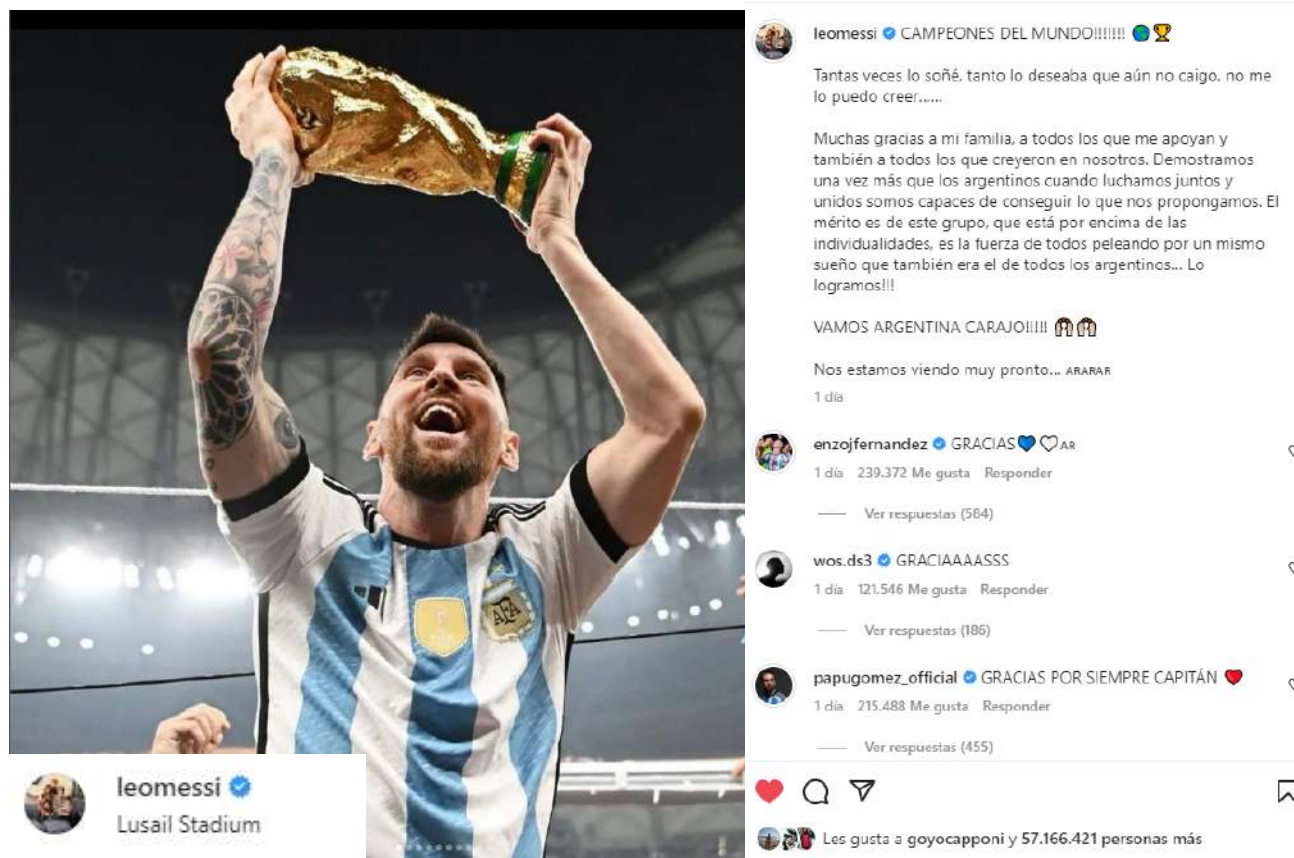 AFA
FIFA
leomessi
Lusail Stadium
leomessi CAMPEONES DEL MUNDO!!!!!!! 🌎🏆
Tantas veces lo soñé, tanto lo deseaba que aún no caigo, no me
lo puedo creer......
Muchas gracias a mi familia, a todos los que me apoyan y
también a todos los que creyeron en nosotros. Demostramos
una vez más que los argentinos cuando luchamos juntos y
unidos somos capaces de conseguir lo que nos propongamos. El
mérito es de este grupo, que está por encima de las
individualidades, es la fuerza de todos peleando por un mismo
sueño que también era el de todos los argentinos... Lo
logramos!!!
VAMOS ARGENTINA CARAJO!!!!! 🙌🙌
Nos estamos viendo muy pronto... ARARAR
1 día
enzojfernandez GRACIAS💙🤍AR
1 día 239.372 Me gusta Responder
Ver respuestas (564)
wos.ds3 GRACIAAAASSS
1 día 121.546 Me gusta Responder
Ver respuestas (186)
papugomez_official GRACIAS POR SIEMPRE CAPITÁN ❤️
1 día 215.488 Me gusta Responder
Ver respuestas (455)
Les gusta a goyocapponi y 57.166.421 personas más